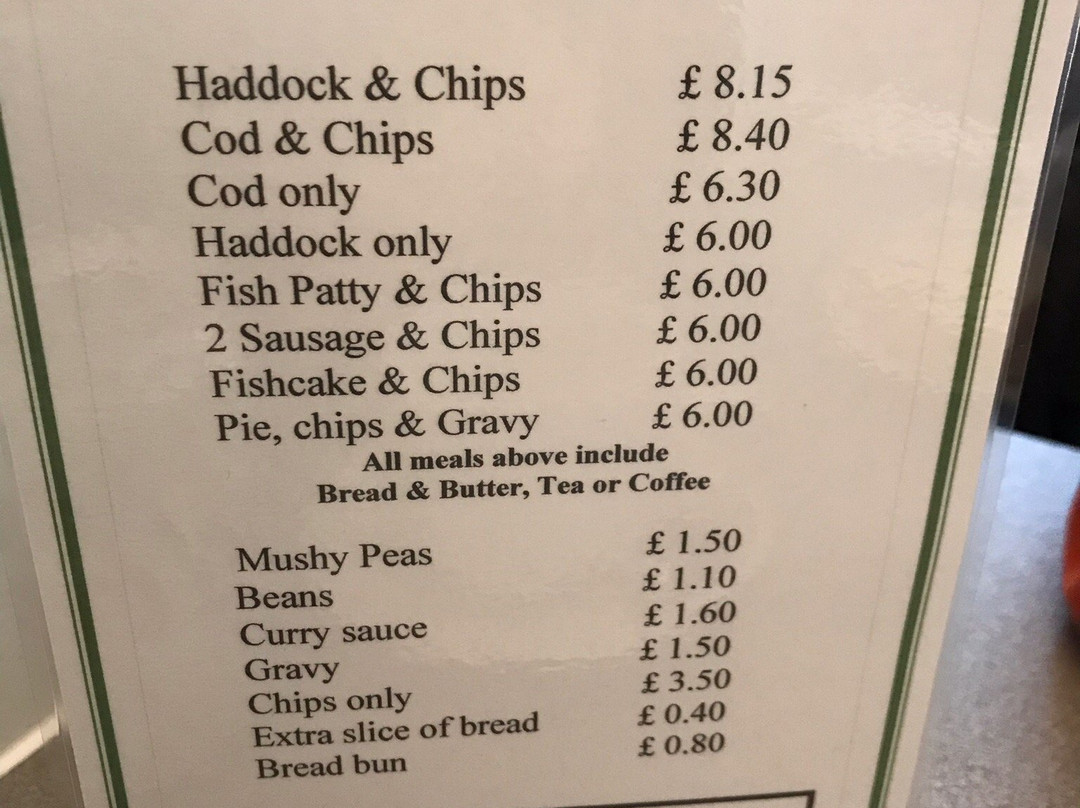 Haddock & Chips £ 8.15
Cod & Chips £ 8.40
Cod only £ 6.30
Haddock only £ 6.00
Fish Patty & Chips £ 6.00
2 Sausage & Chips £ 6.00
Fishcake & Chips £ 6.00
Pie, chips & Gravy £ 6.00
All meals above include
Bread & Butter, Tea or Coffee
Mushy Peas £ 1.50
Beans £ 1.10
Curry sauce £ 1.60
Gravy £ 1.50
Chips only £ 3.50
Extra slice of bread £ 0.40
Bread bun £ 0.80